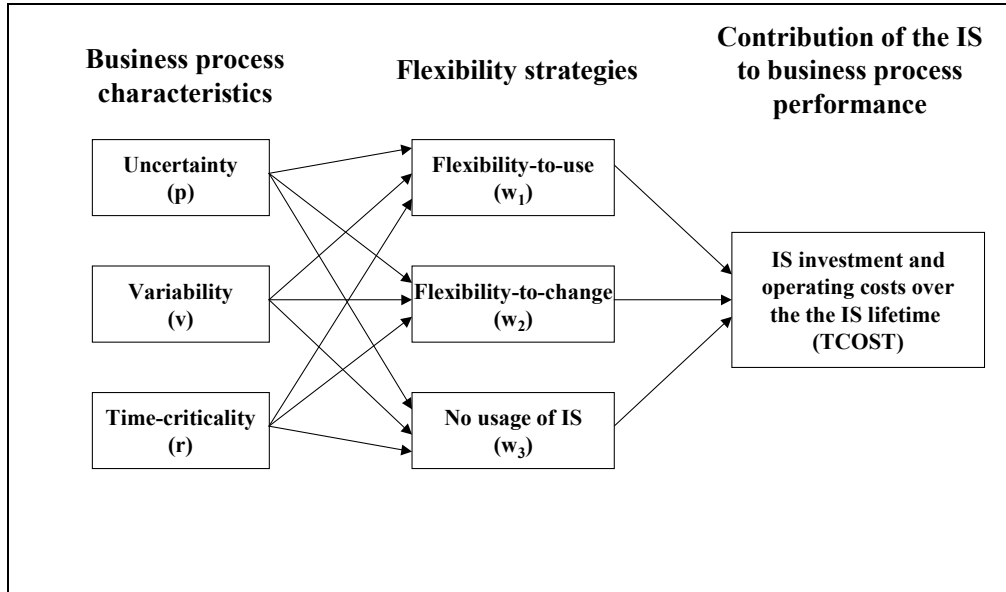 Business process
characteristics
Flexibility strategies
Contribution of the IS
to business process
performance
Uncertainty
(p)
Variability
(v)
Time-criticality
(r)
Flexibility-to-use
(w₁)
Flexibility-to-change
(w₂)
No usage of IS
(w₃)
IS investment and
operating costs over
the the IS lifetime
(TCOST)